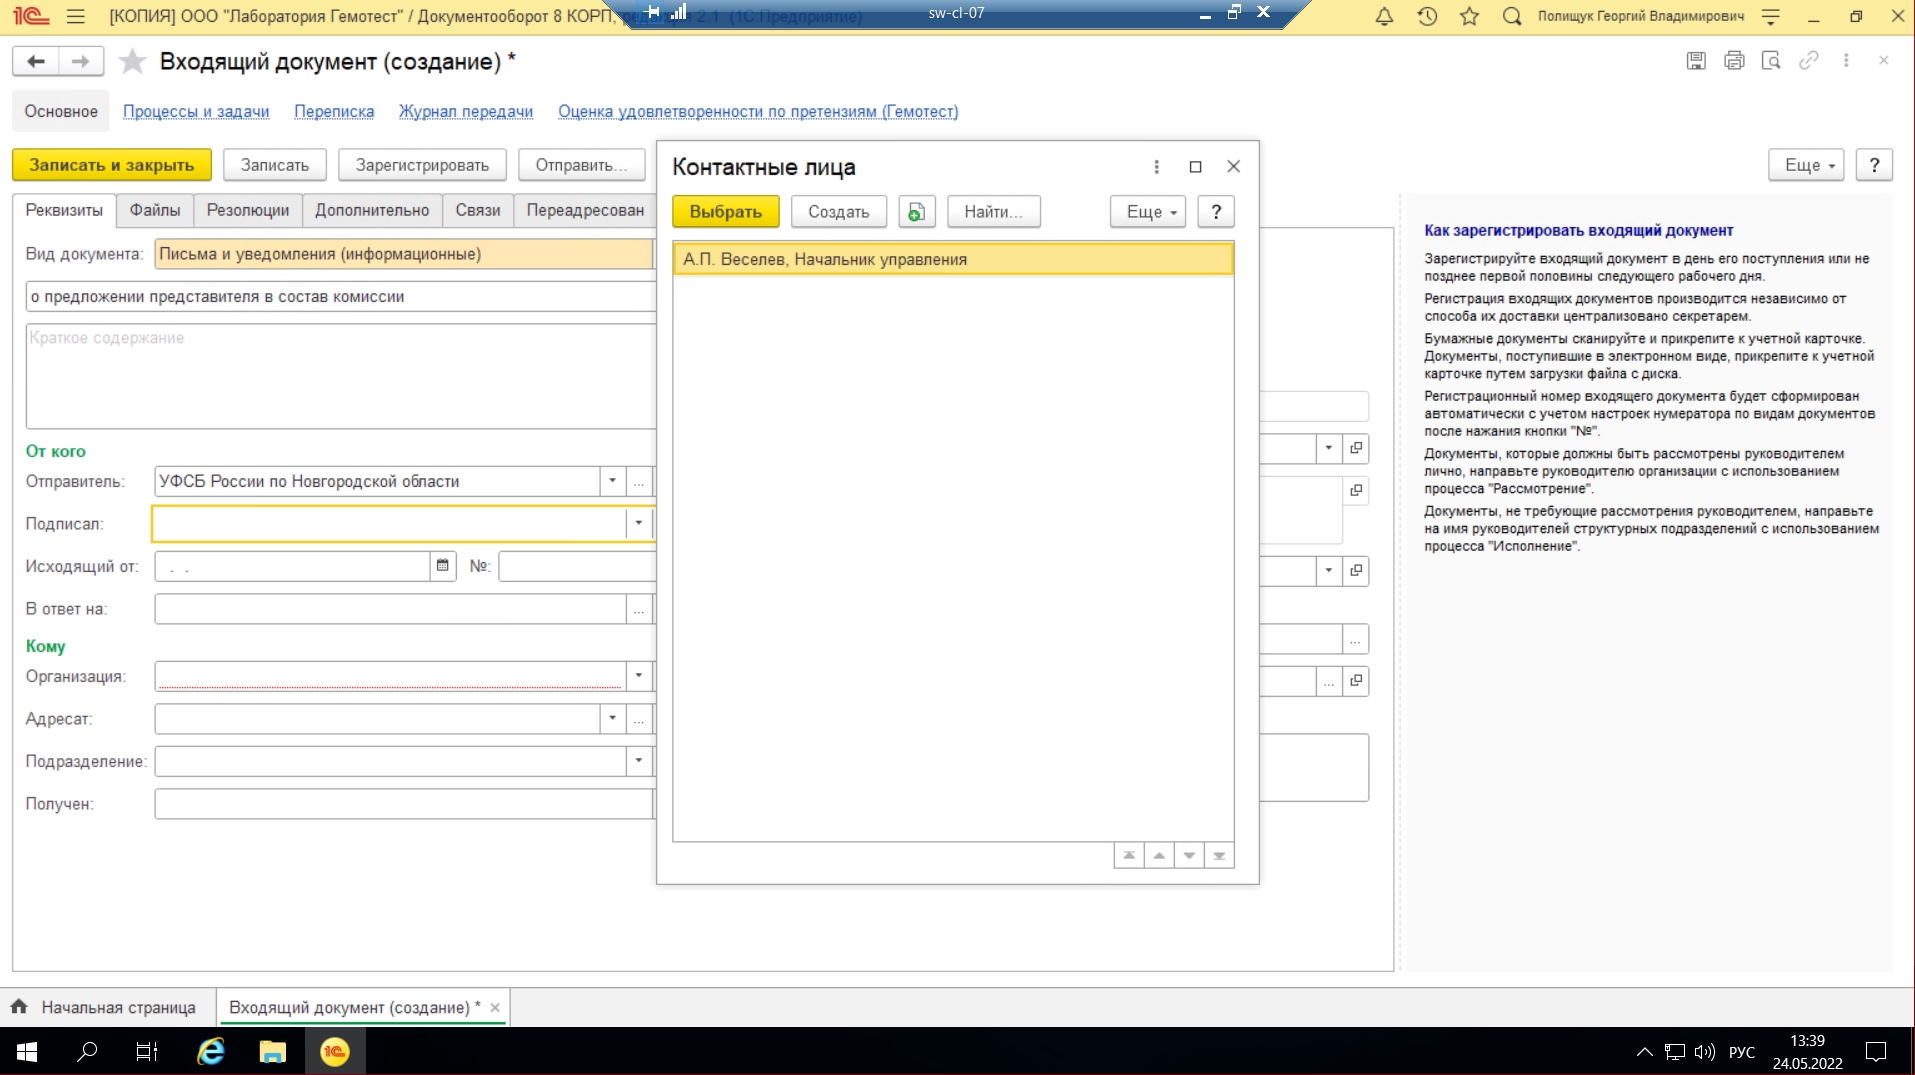 [КОПИЯ] ООО "Лаборатория Гемотест" / Документооборот 8 КОРП, редакция 2.1 (1С:Предприятие)
sw-cl-07
Полищук Георгий Владимирович
Входящий документ (создание) *
Основное Процессы и задачи Переписка Журнал передачи Оценка удовлетворенности по претензиям (Гемотест)
Записать и закрыть Записать Зарегистрировать Отправить... Еще ?
Реквизиты Файлы Резолюции Дополнительно Связи Переадресован
Вид документа: Письма и уведомления (информационные)
о предложении представителя в состав комиссии
Краткое содержание
От кого
Отправитель: УФСБ России по Новгородской области ...
Подписал:
Исходящий от: . . №:
В ответ на: ...
Кому
Организация:
Адресат: ...
Подразделение:
Получен:
Контактные лица
Выбрать Создать Найти... Еще ?
А.П. Веселев, Начальник управления
...
...
Как зарегистрировать входящий документ
Зарегистрируйте входящий документ в день его поступления или не
позднее первой половины следующего рабочего дня.
Регистрация входящих документов производится независимо от
способа их доставки централизовано секретарем.
Бумажные документы сканируйте и прикрепите к учетной карточке.
Документы, поступившие в электронном виде, прикрепите к учетной
карточке путем загрузки файла с диска.
Регистрационный номер входящего документа будет сформирован
автоматически с учетом настроек нумератора по видам документов
после нажания кнопки "№".
Документы, которые должны быть рассмотрены руководителем
лично, направьте руководителю организации с использованием
процесса "Рассмотрение".
Документы, не требующие рассмотрения руководителем, направьте
на имя руководителей структурных подразделений с использованием
процесса "Исполнение".
Начальная страница Входящий документ (создание) *
РУС
13:39
24.05.2022